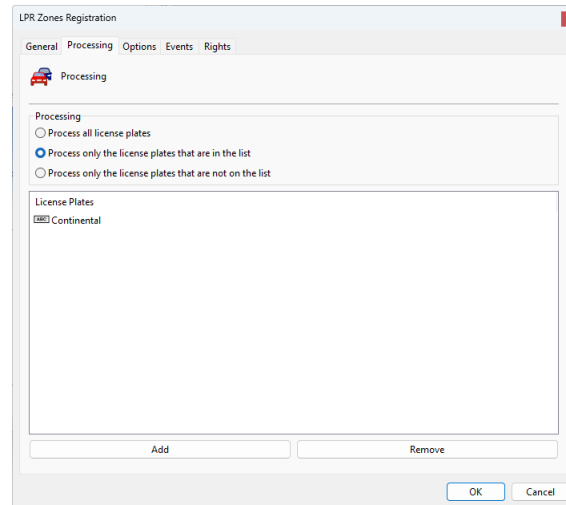 LPR Zones Registration
General Processing Options Events Rights
Processing
Processing
Process all license plates
Process only the license plates that are in the list
Process only the license plates that are not on the list
License Plates
ABC Continental
Add Remove
OK Cancel